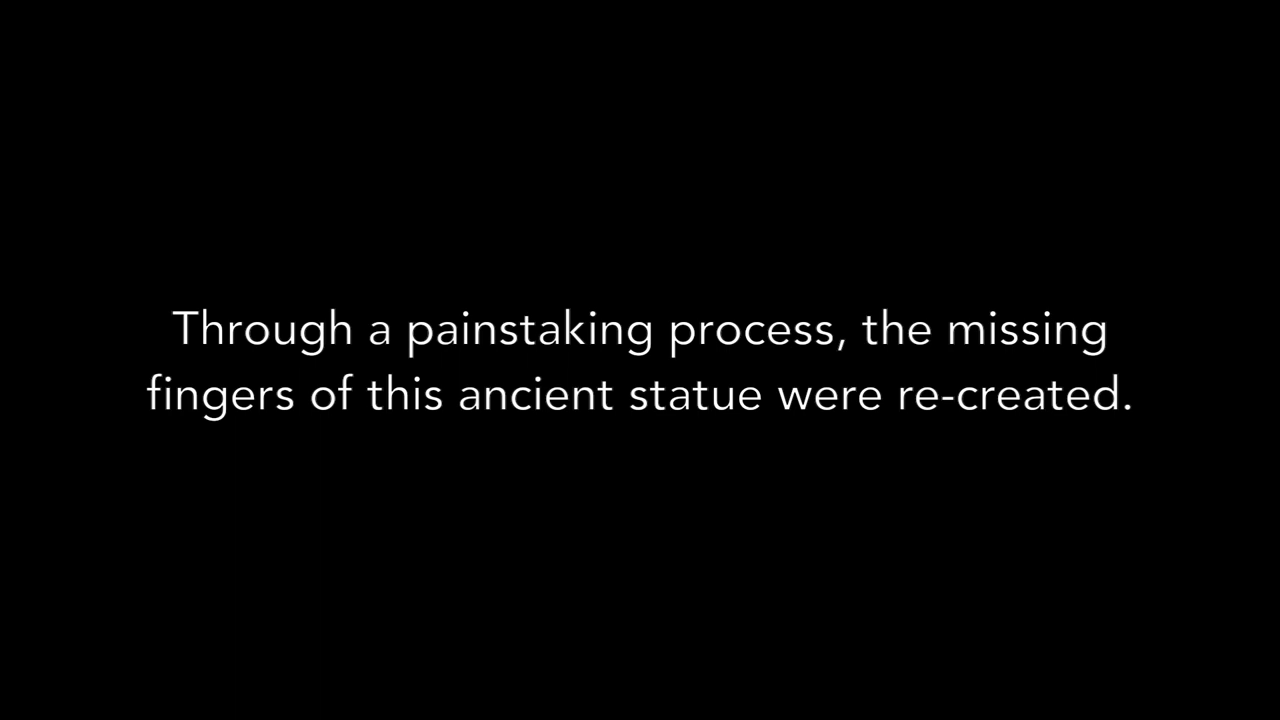 Through a painstaking process, the missing
fingers of this ancient statue were re-created.